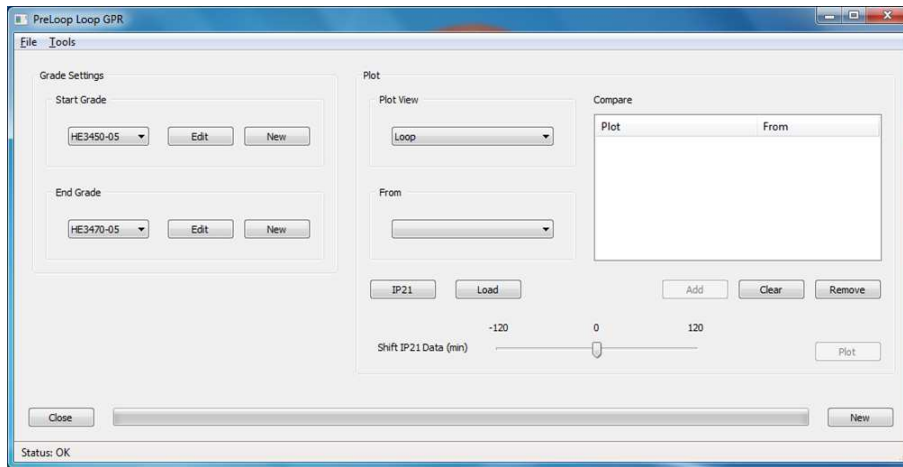 PreLoop Loop GPR
File Tools
Grade Settings
Start Grade
HE3450-05 Edit New
End Grade
HE3470-05 Edit New
Plot
Plot View
Loop
From
Compare
Plot From
IP21 Load Add Clear Remove
-120 0 120
Shift IP21 Data (min)
Plot
Close New
Status: OK